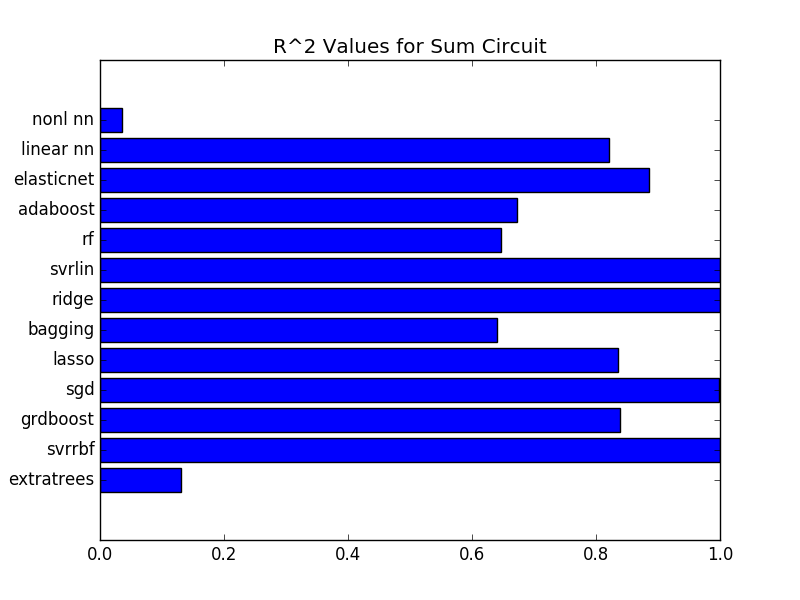 R^2 Values for Sum Circuit
nonl nn
linear nn
elasticnet
adaboost
rf
svrlin
ridge
bagging
lasso
sgd
grdboost
svrrbf
extratrees
0.0 0.2 0.4 0.6 0.8 1.0